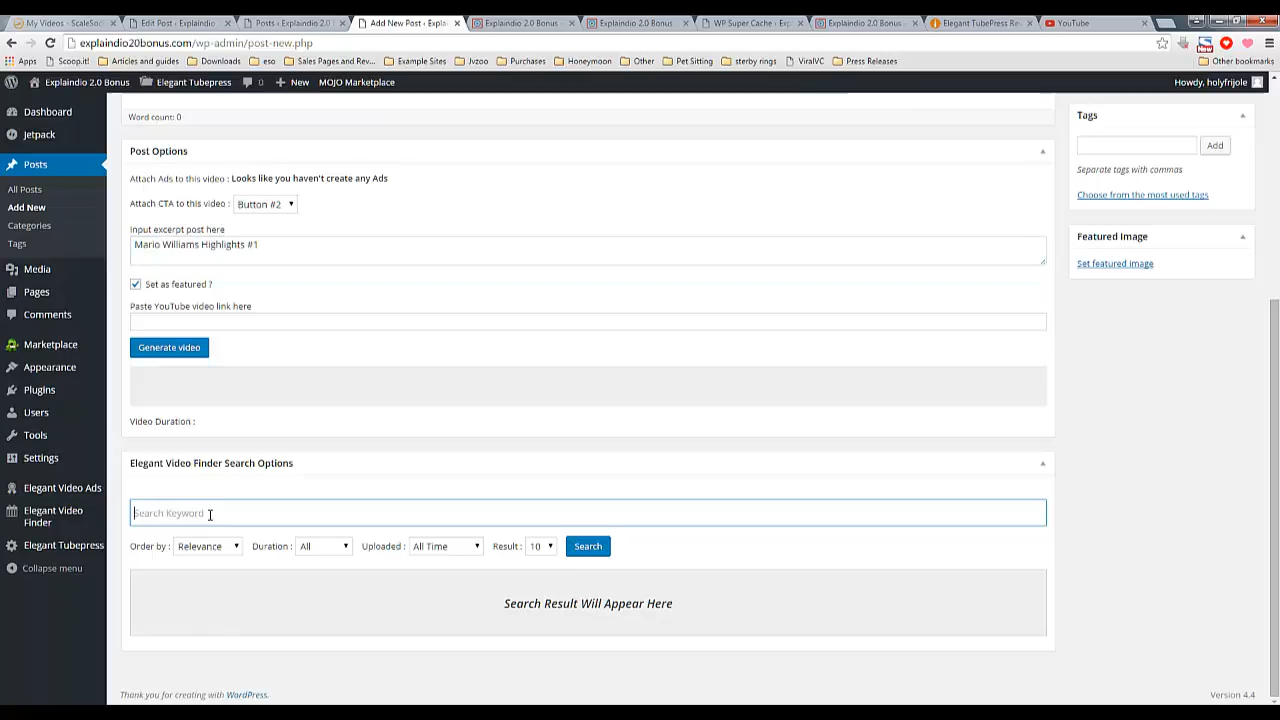 My Videos - ScaleSoc
Edit Post ‹ Explaindio
Posts ‹ Explaindio 2.0
Add New Post ‹ Expla
Explaindio 2.0 Bonus
Explaindio 2.0 Bonus
WP Super Cache ‹ Exp
Explaindio 2.0 Bonus
Elegant TubePress Re
YouTube
explaindio20bonus.com/wp-admin/post-new.php
New
Apps Scoop.it! Articles and guides Downloads eso Sales Pages and Rev... Example Sites Jvzoo Purchases Honeymoon Other Pet Sitting sterby rings ViralVC Press Releases Other bookmarks
Explaindio 2.0 Bonus Elegant Tubepress 0 + New MOJO Marketplace Howdy, holyfrijole
Dashboard
Jetpack
Posts
All Posts
Add New
Categories
Tags
Media
Pages
Comments
Marketplace
Appearance
Plugins
Users
Tools
Settings
Elegant Video Ads
Elegant Video
Finder
Elegant Tubepress
Collapse menu
Word count: 0
Post Options
Attach Ads to this video : Looks like you haven't create any Ads
Attach CTA to this video : Button #2
Input excerpt post here
Mario Williams Highlights #1
Set as featured ?
Paste YouTube video link here
Generate video
Video Duration :
Elegant Video Finder Search Options
Search Keyword
Order by : Relevance Duration : All Uploaded : All Time Result : 10 Search
Search Result Will Appear Here
Thank you for creating with WordPress.
Version 4.4
Tags
Add
Separate tags with commas
Choose from the most used tags
Featured Image
Set featured image